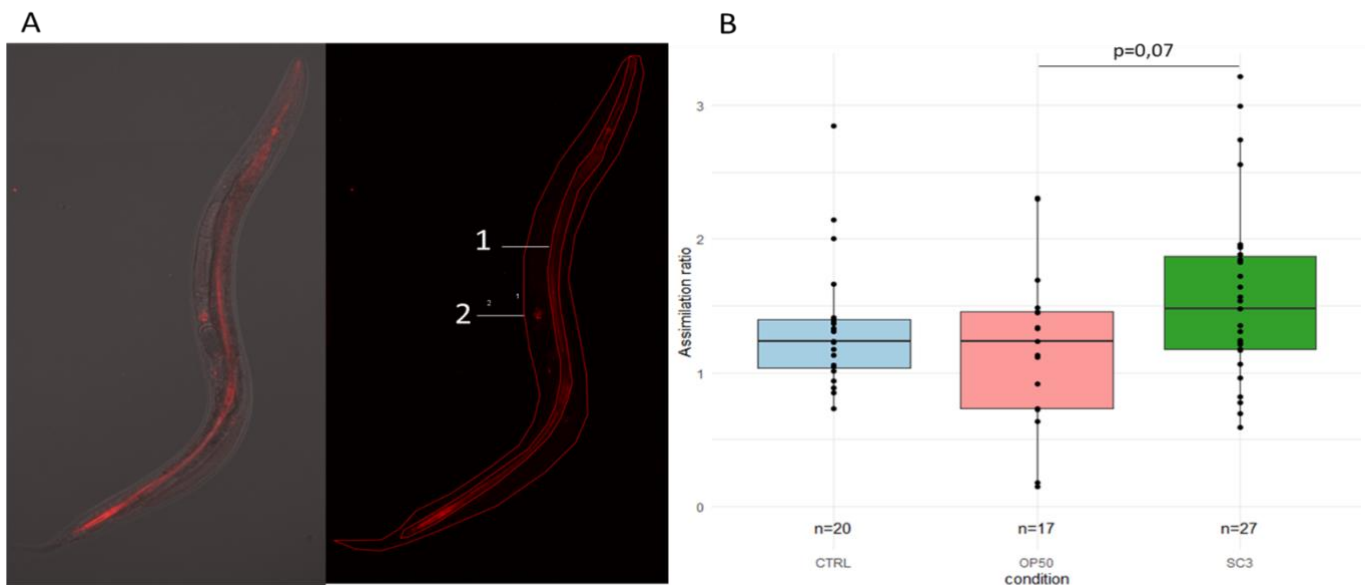 A
1
2
2
1
B
p=0,07
Assimilation ratio
3
2
1
0
n=20
n=17
n=27
CTRL
OP50
SC3
condition